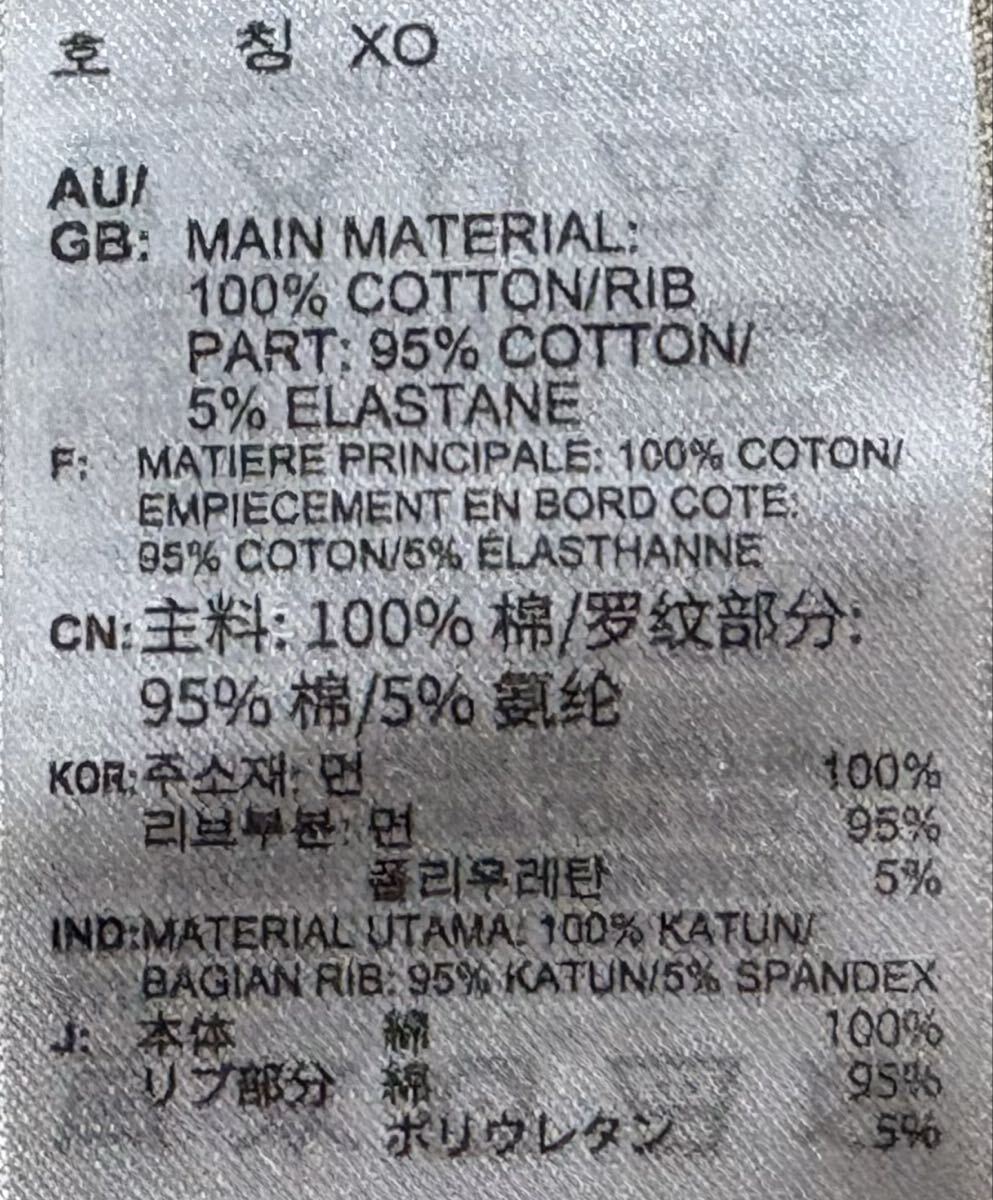 호 칭 XO
AU/
GB: MAIN MATERIAL:
100% COTTON/RIB
PART: 95% COTTON/
5% ELASTANE
F: MATIERE PRINCIPALE: 100% COTON/
EMPIECEMENT EN BORD COTE:
95% COTON/5% ÉLASTHANNE
CN: 主料: 100% 棉/罗纹部分:
95% 棉/5% 氨纶
KOR: 주소재: 면 100%
리브부분: 면 95%
폴리우레탄 5%
IND: MATERIAL UTAMA: 100% KATUN/
BAGIAN RIB: 95% KATUN/5% SPANDEX
J: 本体 綿 100%
リブ部分 綿 95%
ポリウレタン 5%